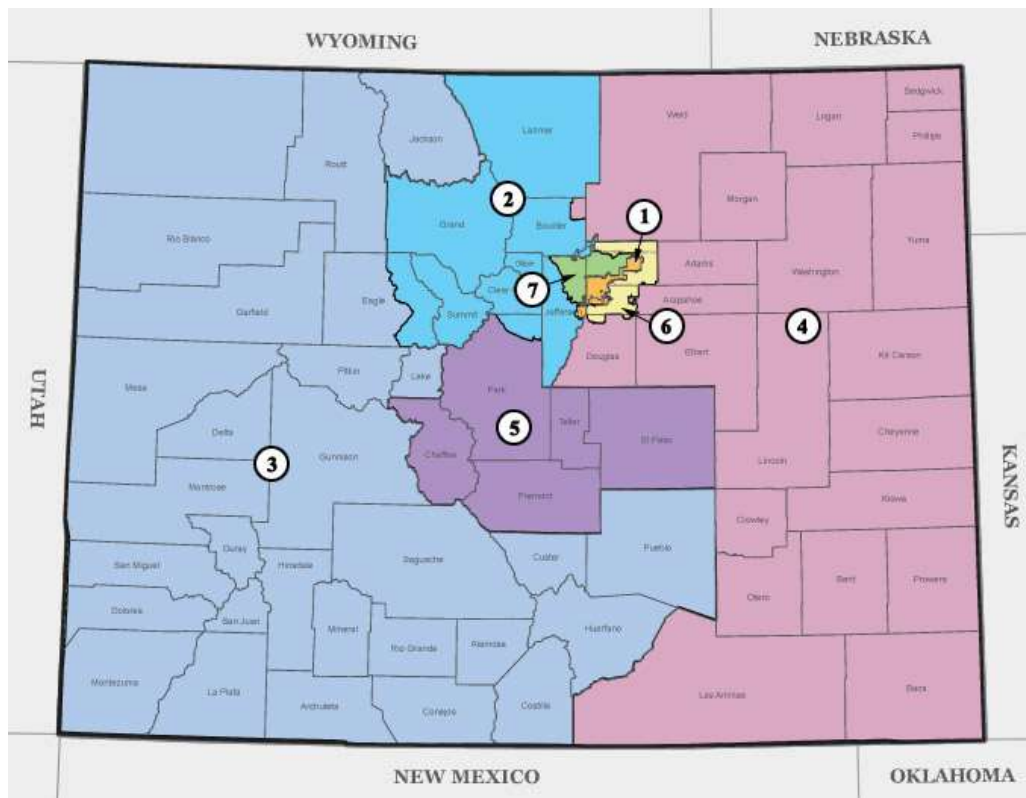 WYOMING
NEBRASKA
Sedgwick
Larimer
Weld
Logan
Phillips
Jackson
Routt
Morgan
2
1
Grand
Boulder
Yuma
Rio Blanco
Adams
Washington
Gilpin
Clear
7
Eagle
Arapahoe
Garfield
Summit
Jefferson
6
4
Douglas
Elbert
Kit Carson
Pitkin
Lake
UTAH
Mesa
Park
Teller
5
El Paso
Delta
Cheyenne
Chaffee
3
Gunnison
Lincoln
KANSAS
Montrose
Fremont
Kiowa
Crowley
Ouray
Saguache
Custer
Pueblo
San Miguel
Hinsdale
Bent
Prowers
Otero
Dolores
San Juan
Mineral
Huerfano
Rio Grande
Alamosa
Montezuma
La Plata
Las Animas
Baca
Archuleta
Conejos
Costilla
NEW MEXICO
OKLAHOMA